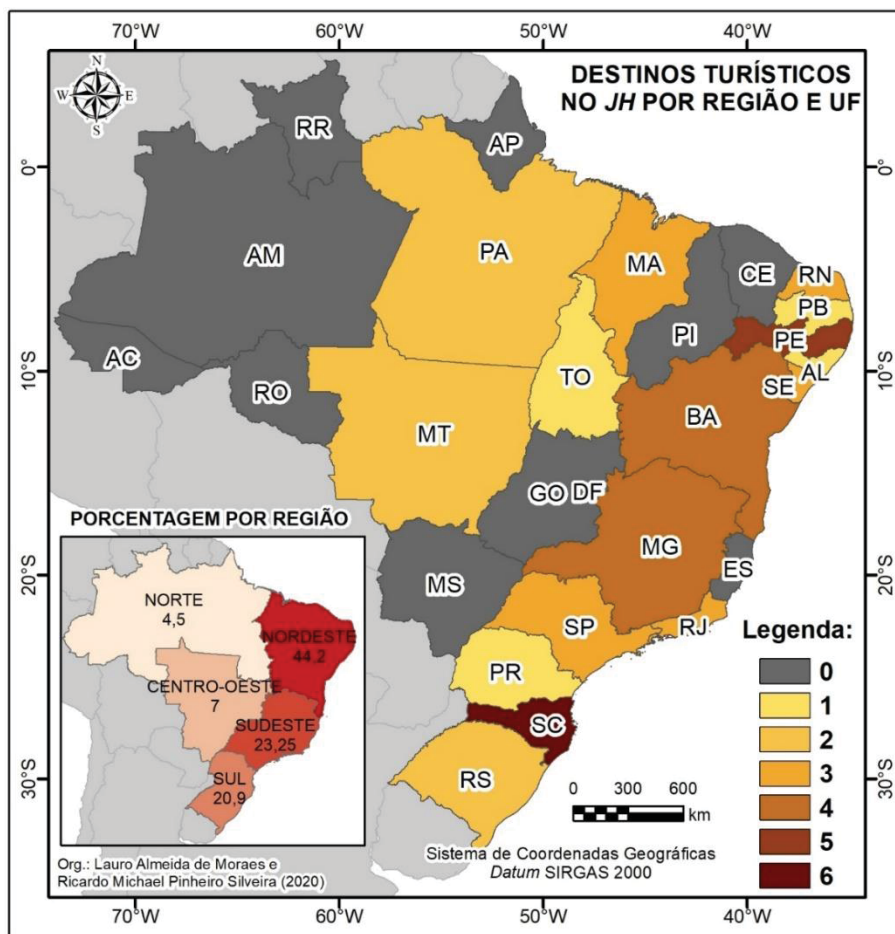 70°W 60°W 50°W 40°W
DESTINOS TURÍSTICOS
NO JH POR REGIÃO E UF
N
W E
S
RR
AP
0° 0°
AM
PA
MA
CE
RN
PB
PI
PE
AC
AL
10°S 10°S
RO
TO
SE
MT
BA
GO DF
PORCENTAGEM POR REGIÃO
MG
ES
MS
20°S 20°S
NORTE
4,5
SP
RJ
NORDESTE
44,2
Legenda:
0
PR
1
CENTRO-OESTE
7
2
SUDESTE
23,25
SC
3
SUL
20,9
4
RS
0 300 600
km
30°S 30°S
5
Sistema de Coordenadas Geográficas
Datum SIRGAS 2000
6
Org.: Lauro Almeida de Moraes e
Ricardo Michael Pinheiro Silveira (2020)
70°W 60°W 50°W 40°W